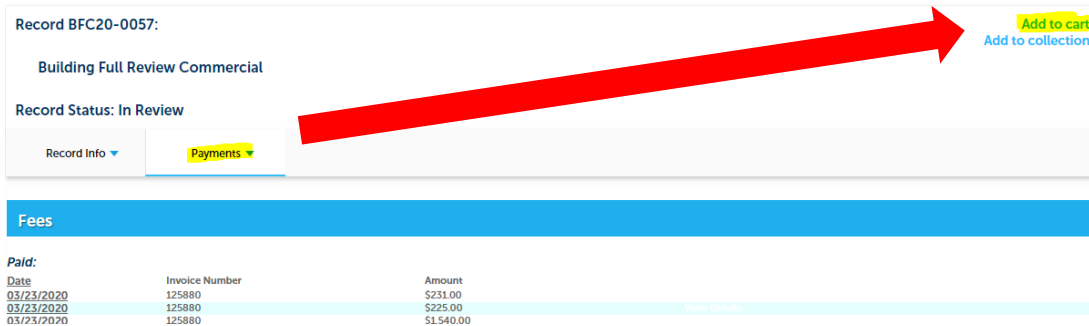 Record BFC20-0057:
Add to cart
Add to collection
Building Full Review Commercial
Record Status: In Review
Record Info
Payments
Fees
Paid:
Date Invoice Number Amount
03/23/2020 125880 $231.00
03/23/2020 125880 $225.00 View Details
03/23/2020 125880 $1,540.00